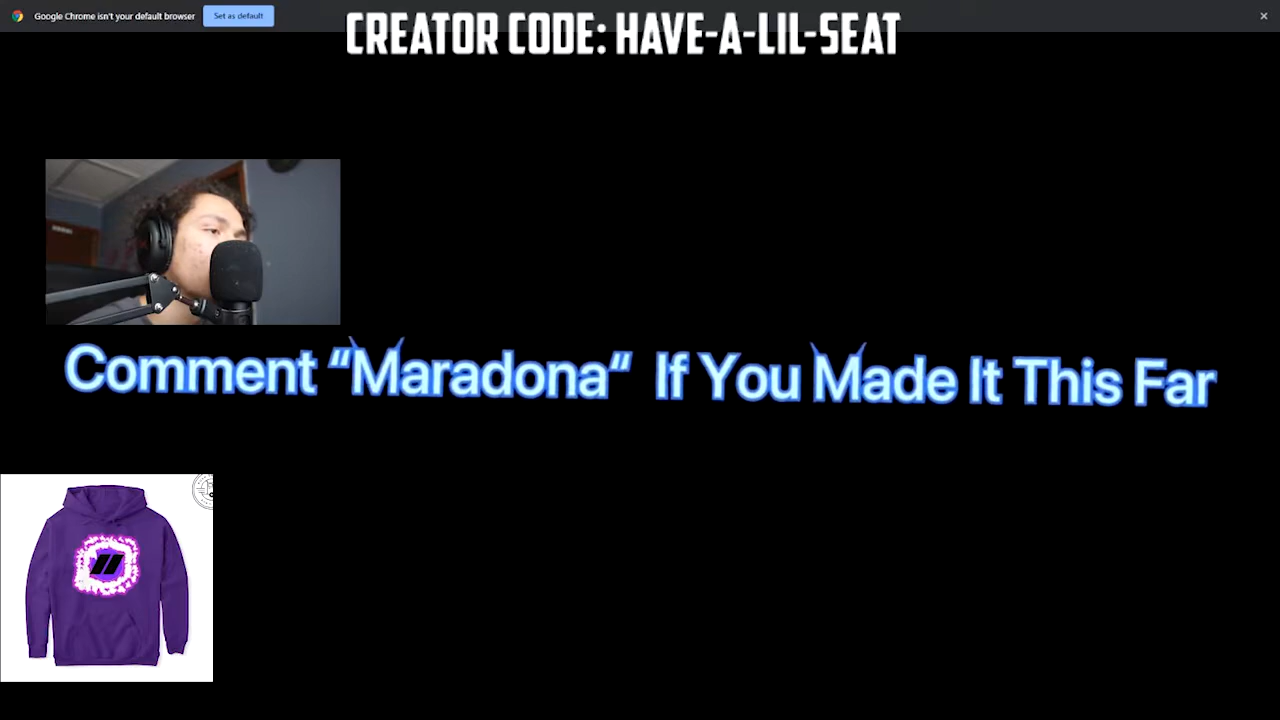 Google Chrome isn't your default browser Set as default
CREATOR CODE: HAVE-A-LIL-SEAT
Comment “Maradona” If You Made It This Far